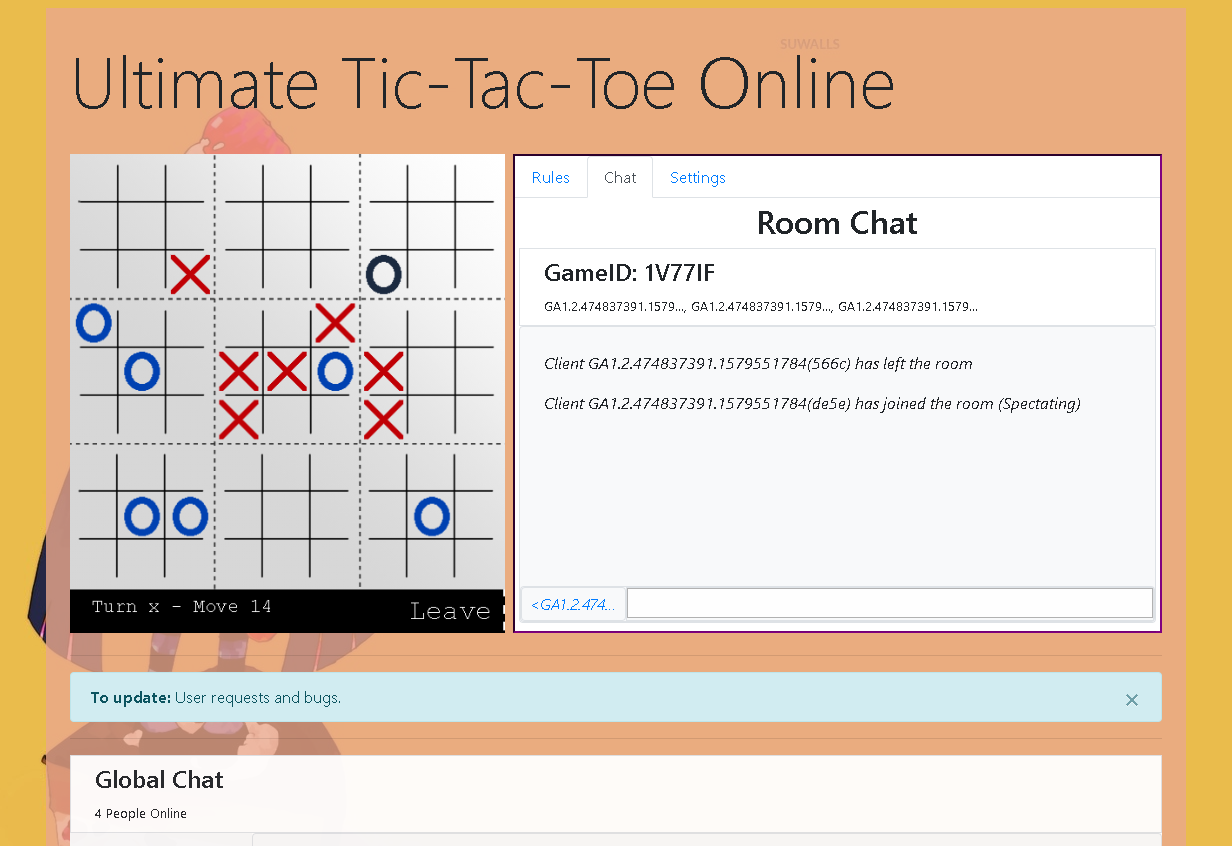 SUWALLS
Ultimate Tic-Tac-Toe Online
Rules Chat Settings
Room Chat
GameID: 1V77IF
GA1.2.474837391.1579..., GA1.2.474837391.1579..., GA1.2.474837391.1579...
Client GA1.2.474837391.1579551784(566c) has left the room
Client GA1.2.474837391.1579551784(de5e) has joined the room (Spectating)
<GA1.2.474...
Turn x - Move 14 Leave
To update: User requests and bugs. ×
Global Chat
4 People Online